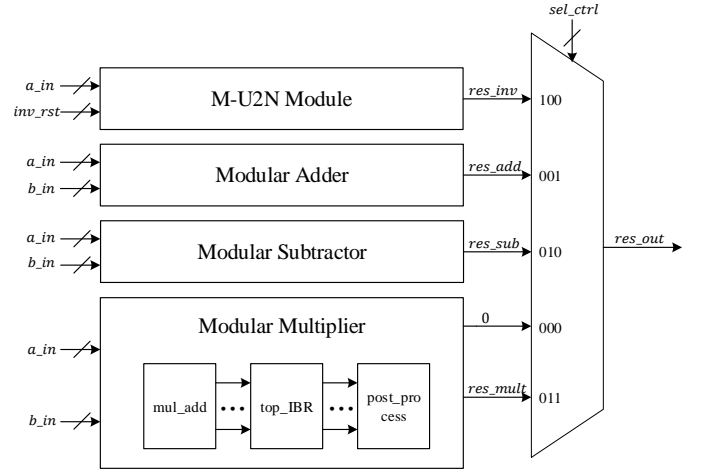 sel_ctrl
a_in
inv_rst
M-U2N Module
res_inv
100
a_in
b_in
Modular Adder
res_add
001
a_in
b_in
Modular Subtractor
res_sub
010
res_out
Modular Multiplier
0
000
a_in
b_in
mul_add
top_IBR
post_pro
cess
res_mult
011